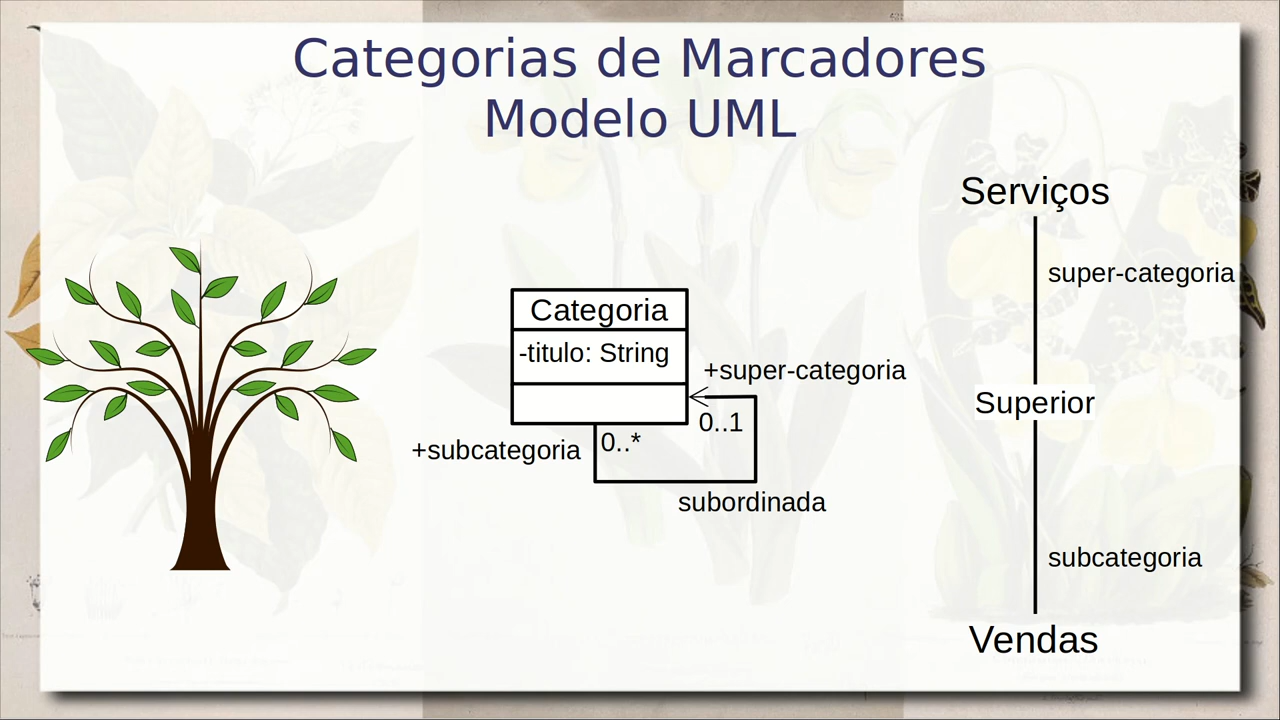 Categorias de Marcadores
Modelo UML
Categoria
-titulo: String
+super-categoria
0..1
0..*
+subcategoria
subordinada
Serviços
super-categoria
Superior
subcategoria
Vendas